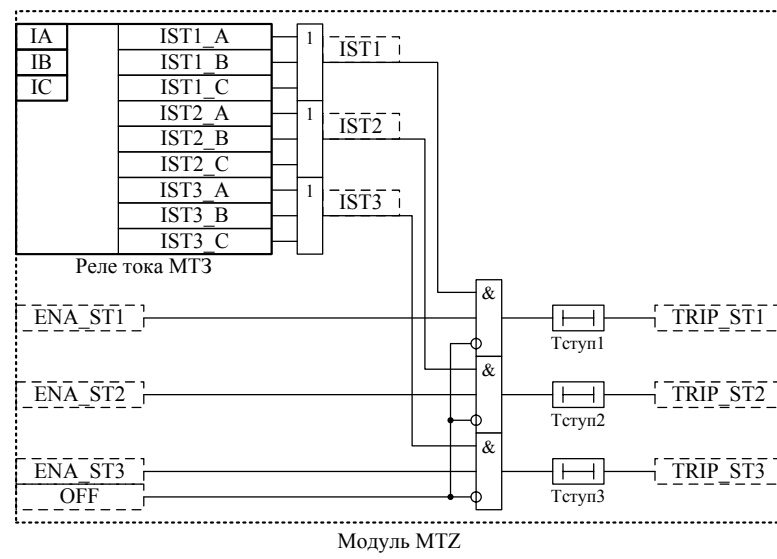 IA
IST1_A
1
IST1
IB
IST1_B
IC
IST1_C
IST2_A
1
IST2
IST2_B
IST2_C
IST3_A
1
IST3
IST3_B
IST3_C
Реле тока МТЗ
&
ENA_ST1
TRIP_ST1
Тступ1
&
ENA_ST2
TRIP_ST2
Тступ2
&
ENA_ST3
TRIP_ST3
OFF
Тступ3
Модуль MTZ